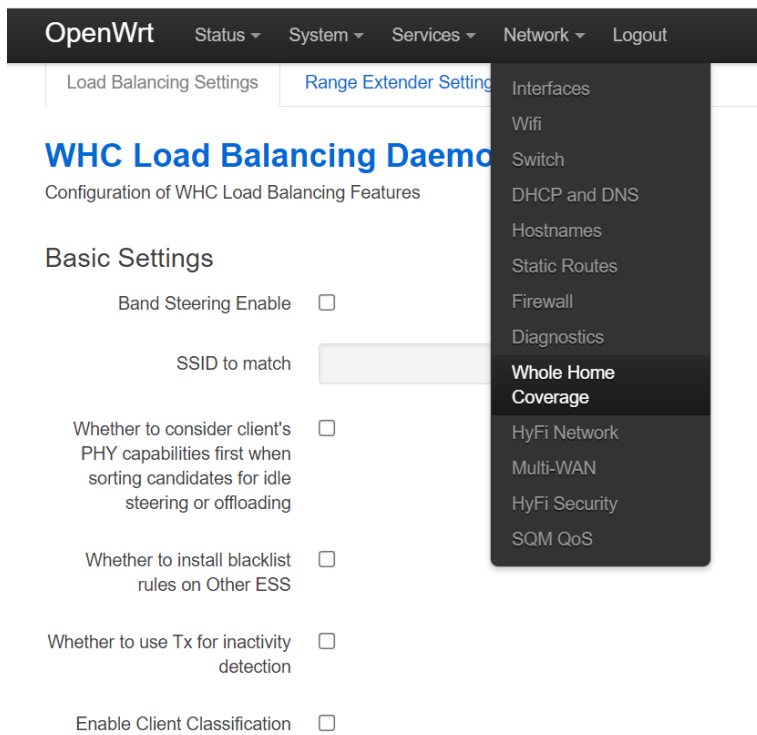 OpenWrt Status System Services Network Logout
Load Balancing Settings Range Extender Setting
WHC Load Balancing Daemo
Configuration of WHC Load Balancing Features
Basic Settings
Band Steering Enable
SSID to match
Whether to consider client's
PHY capabilities first when
sorting candidates for idle
steering or offloading
Whether to install blacklist
rules on Other ESS
Whether to use Tx for inactivity
detection
Enable Client Classification
Interfaces
Wifi
Switch
DHCP and DNS
Hostnames
Static Routes
Firewall
Diagnostics
Whole Home
Coverage
HyFi Network
Multi-WAN
HyFi Security
SQM QoS